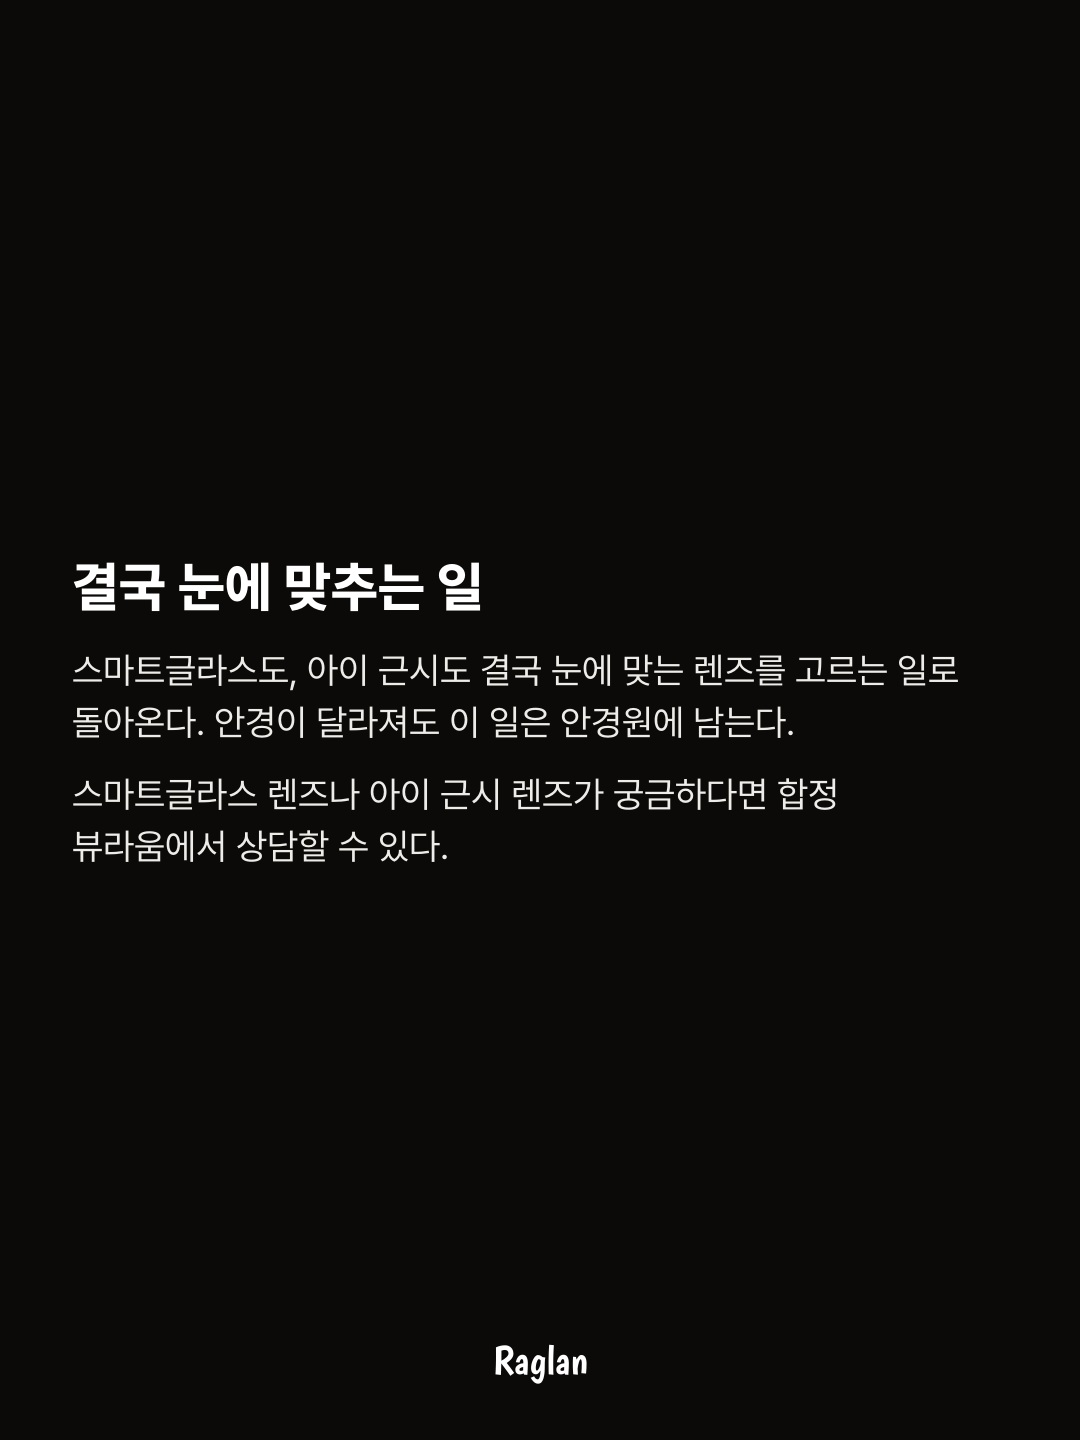 결국 눈에 맞추는 일
스마트글라스도, 아이 근시도 결국 눈에 맞는 렌즈를 고르는 일로
돌아온다. 안경이 달라져도 이 일은 안경원에 남는다.
스마트글라스 렌즈나 아이 근시 렌즈가 궁금하다면 합정
뷰라움에서 상담할 수 있다.
Raglan